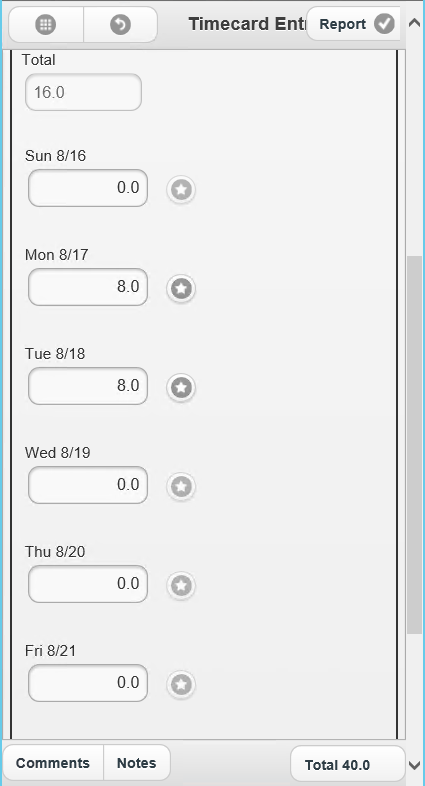 Timecard Entr
Report
Total
16.0
Sun 8/16
0.0
Mon 8/17
8.0
Tue 8/18
8.0
Wed 8/19
0.0
Thu 8/20
0.0
Fri 8/21
0.0
Comments
Notes
Total 40.0